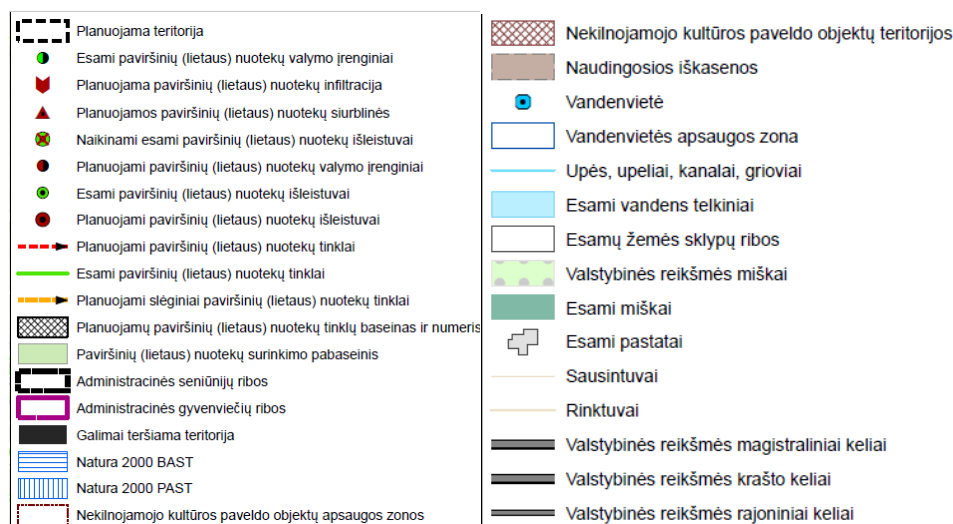 Planuojama teritorija
Esami paviršinių (lietaus) nuotekų valymo įrenginiai
Planuojama paviršinių (lietaus) nuotekų infiltracija
Planuojamos paviršinių (lietaus) nuotekų siurblinės
Naikinami esami paviršinių (lietaus) nuotekų išleistuvai
Planuojami paviršinių (lietaus) nuotekų valymo įrenginiai
Esami paviršinių (lietaus) nuotekų išleistuvai
Planuojami paviršinių (lietaus) nuotekų išleistuvai
Planuojami paviršinių (lietaus) nuotekų tinklai
Esami paviršinių (lietaus) nuotekų tinklai
Planuojami slėginiai paviršinių (lietaus) nuotekų tinklai
Planuojamų paviršinių (lietaus) nuotekų tinklų baseinas ir numeris
Paviršinių (lietaus) nuotekų surinkimo pabaseinis
Administracinės seniūnijų ribos
Administracinės gyvenviečių ribos
Galimai teršiama teritorija
Natura 2000 BAST
Natura 2000 PAST
Nekilnojamojo kultūros paveldo objektų apsaugos zonos
Nekilnojamojo kultūros paveldo objektų teritorijos
Naudingosios iškasenos
Vandenvietė
Vandenvietės apsaugos zona
Upės, upeliai, kanalai, grioviai
Esami vandens telkiniai
Esamų žemės sklypų ribos
Valstybinės reikšmės miškai
Esami miškai
Esami pastatai
Sausintuvai
Rinktuvai
Valstybinės reikšmės magistraliniai keliai
Valstybinės reikšmės krašto keliai
Valstybinės reikšmės rajoniniai keliai